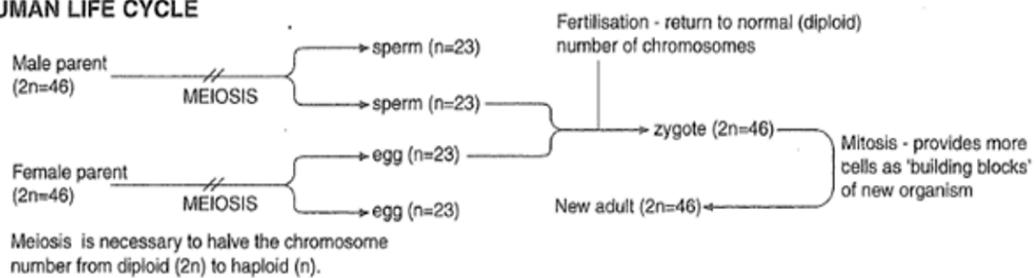 UMAN LIFE CYCLE
Fertilisation - return to normal (diploid)
number of chromosomes
Male parent
(2n=46)
MEIOSIS
sperm (n=23)
sperm (n=23)
Female parent
(2n=46)
MEIOSIS
egg (n=23)
egg (n=23)
zygote (2n=46)
Mitosis - provides more
cells as 'building blocks'
of new organism
New adult (2n=46)
Meiosis is necessary to halve the chromosome
number from diploid (2n) to haploid (n).